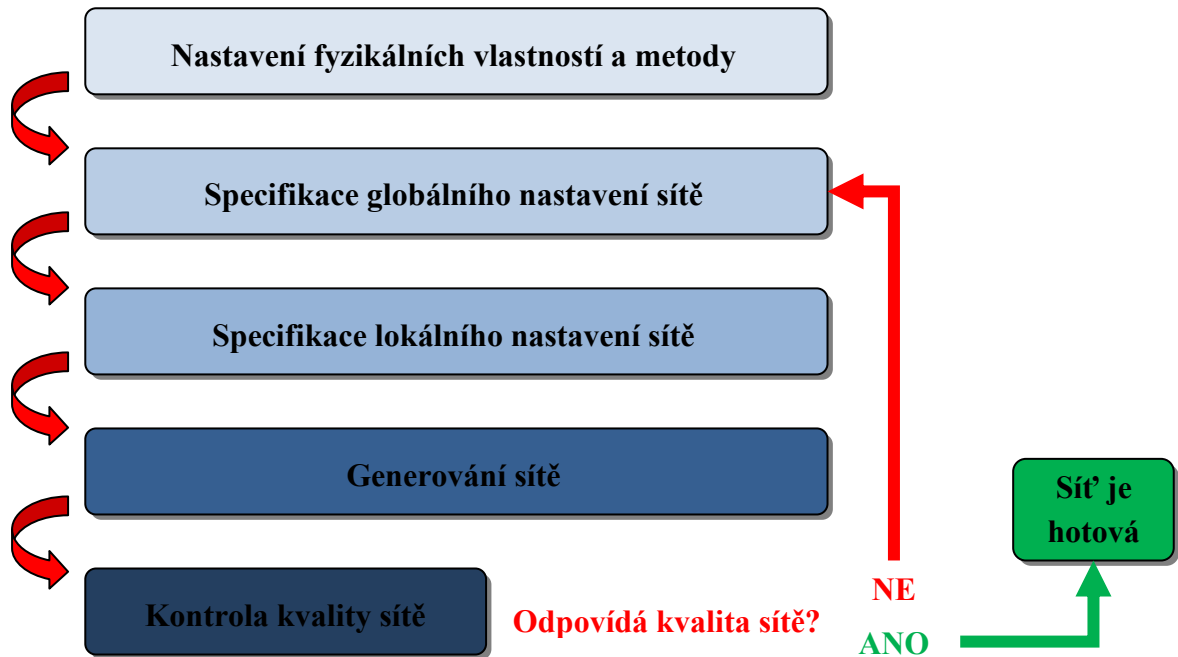 Nastavení fyzikálních vlastností a metody
Specifikace globálního nastavení sítě
Specifikace lokálního nastavení sítě
Generování sítě
Síť je
hotová
Kontrola kvality sítě
Odpovídá kvalita sítě?
NE
ANO